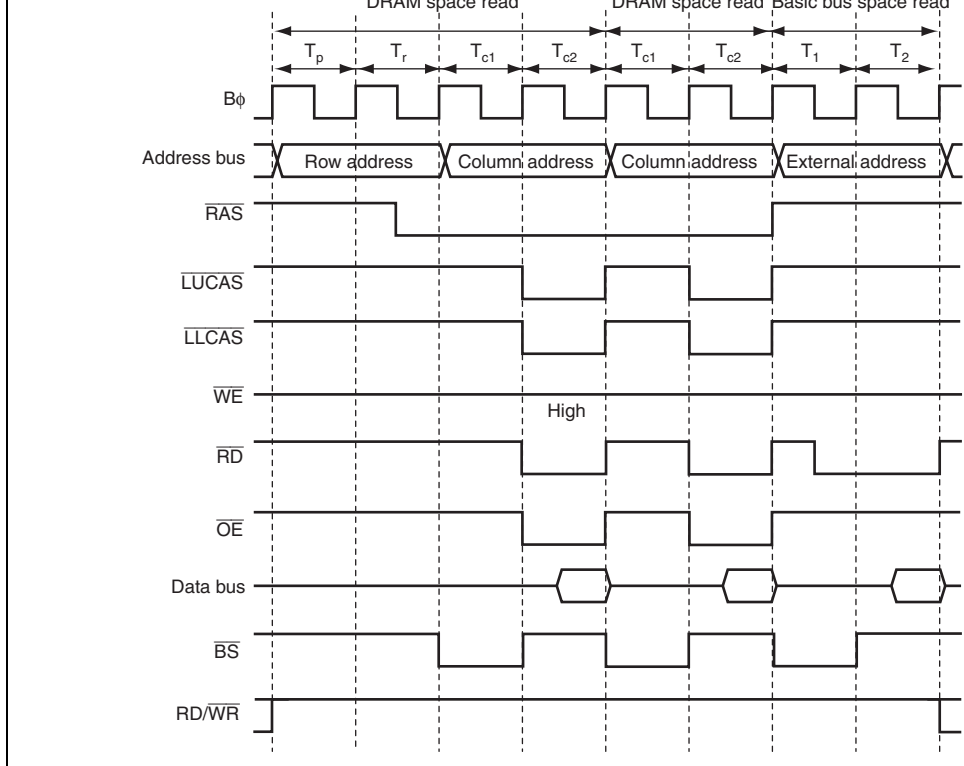 DRAM space read DRAM space read Basic bus space read
Tp Tr Tc1 Tc2 Tc1 Tc2 T1 T2
Bϕ
Address bus Row address Column address Column address External address
RAS
LUCAS
LLCAS
WE
High
RD
OE
Data bus
BS
RD/WR